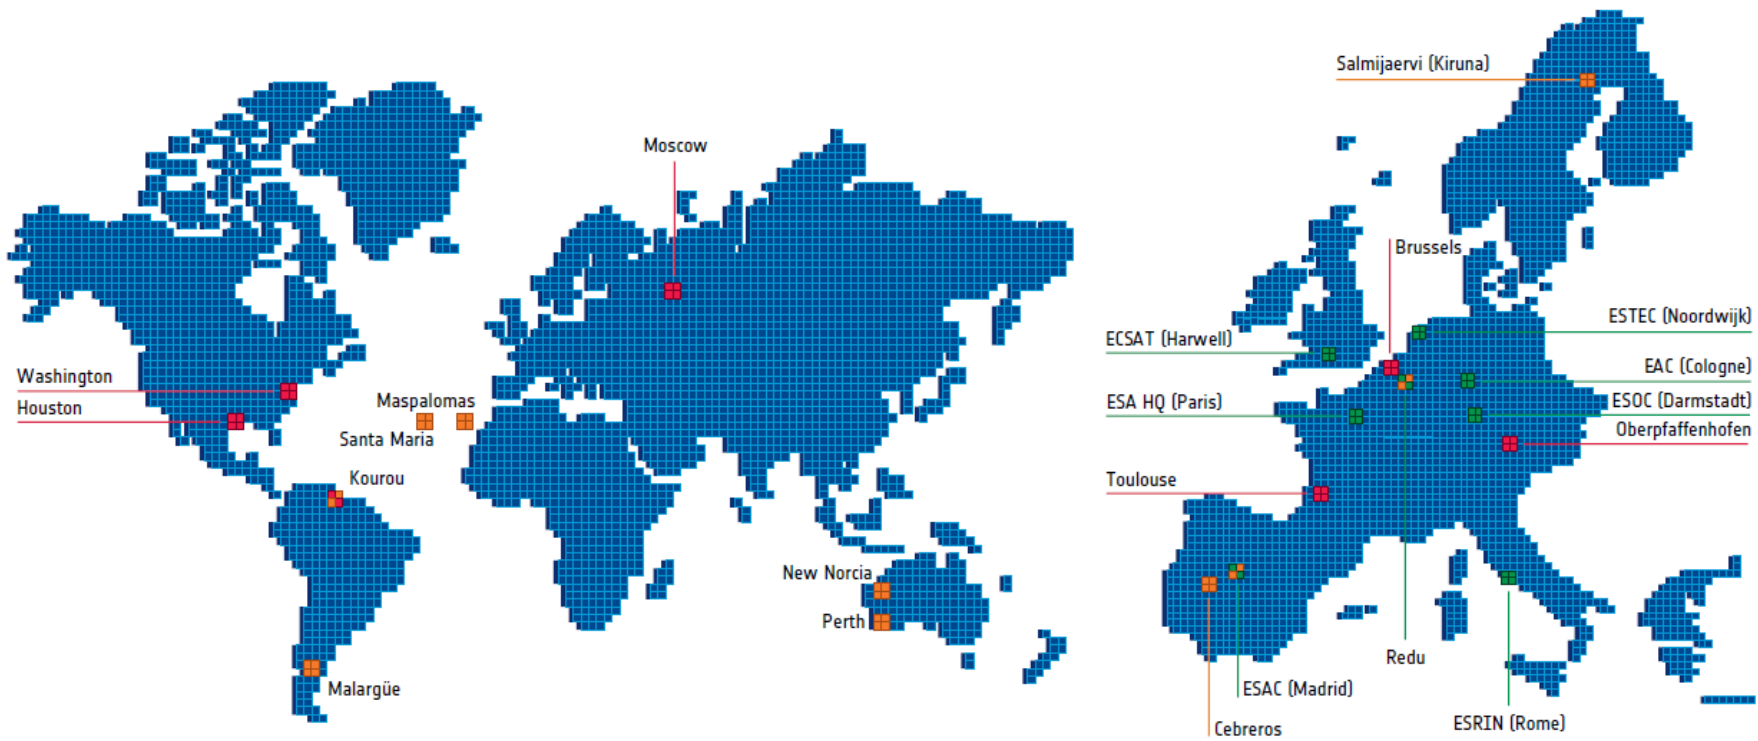 Moscow
Washington
Houston
Maspalomas
Santa Maria
Kourou
New Norcia
Perth
Malargüe
Salmijaervi (Kiruna)
Brussels
ESTEC (Noordwijk)
ECSAT (Harwell)
EAC (Cologne)
ESA HQ (Paris)
ESOC (Darmstadt)
Oberpfaffenhofen
Toulouse
Redu
ESAC (Madrid)
Cebreros
ESRIN (Rome)